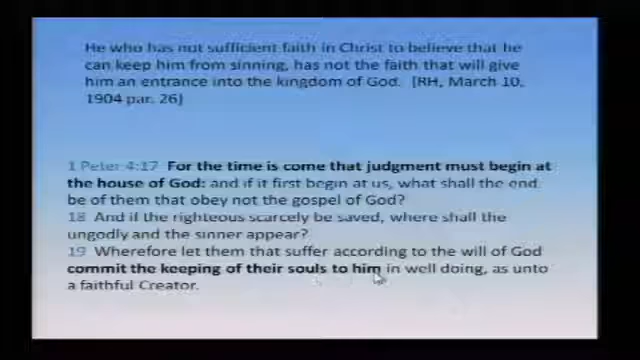 He who has not sufficient faith in Christ to believe that he
can keep him from sinning, has not the faith that will give
him an entrance into the kingdom of God. [RH, March 10,
1904 par. 26]
1 Peter 4:17 For the time is come that judgment must begin at
the house of God: and if it first begin at us, what shall the end
be of them that obey not the gospel of God?
18 And if the righteous scarcely be saved, where shall the
ungodly and the sinner appear?
19 Wherefore let them that suffer according to the will of God
commit the keeping of their souls to him in well doing, as unto
a faithful Creator.